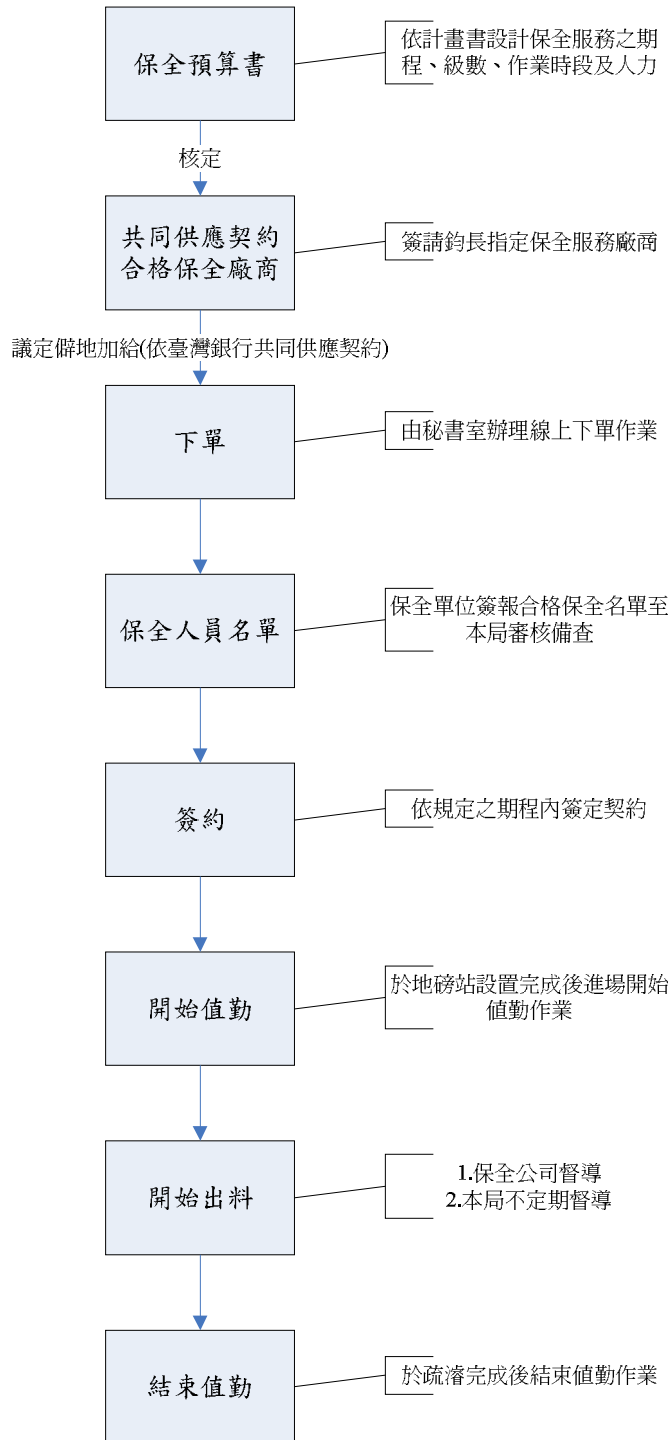 保全預算書
依計畫書設計保全服務之期
程、級數、作業時段及人力
核定
共同供應契約
合格保全廠商
簽請鈞長指定保全服務廠商
議定僻地加給(依臺灣銀行共同供應契約)
下單
由秘書室辦理線上下單作業
保全人員名單
保全單位簽報合格保全名單至
本局審核備查
簽約
依規定之期程內簽定契約
開始值勤
於地磅站設置完成後進場開始
值勤作業
開始出料
1.保全公司督導
2.本局不定期督導
結束值勤
於疏濬完成後結束值勤作業